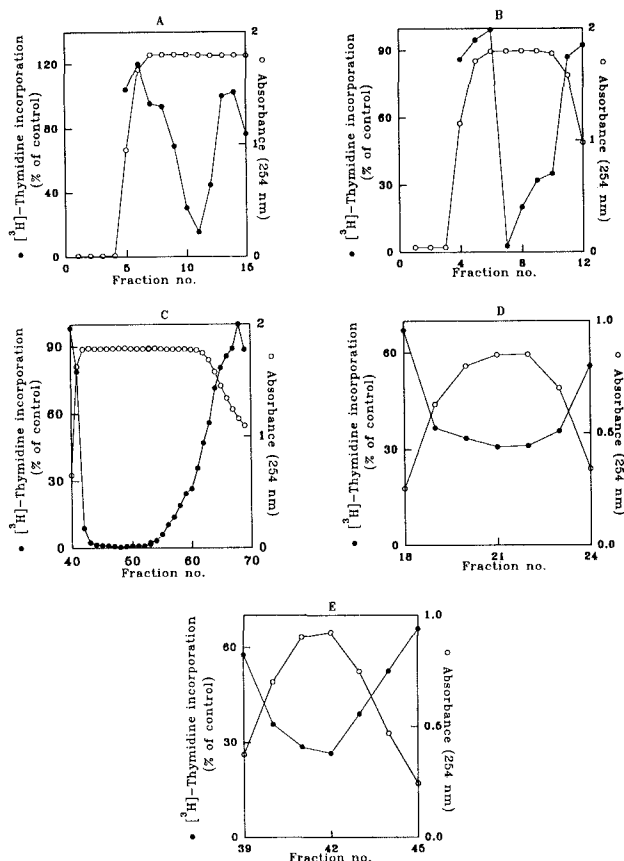 A
● [³H]-Thymidine incorporation
(% of control)
120
80
40
0
5
10
15
Fraction no.
2
1
0
○ Absorbance (254 nm)
B
● [³H]-Thymidine incorporation
(% of control)
90
60
30
0
4
8
12
Fraction no.
2
1
0
○ Absorbance (254 nm)
C
● [³H]-Thymidine incorporation
(% of control)
90
60
30
0
40
50
60
70
Fraction no.
2
1
0
○ Absorbance (254 nm)
D
● [³H]-Thymidine incorporation
(% of control)
60
30
0
18
21
24
Fraction no.
1.0
0.5
0.0
○ Absorbance (254 nm)
E
● [³H]-Thymidine incorporation
(% of control)
60
30
0
39
42
45
Fraction no.
1.0
0.5
0.0
○ Absorbance (254 nm)